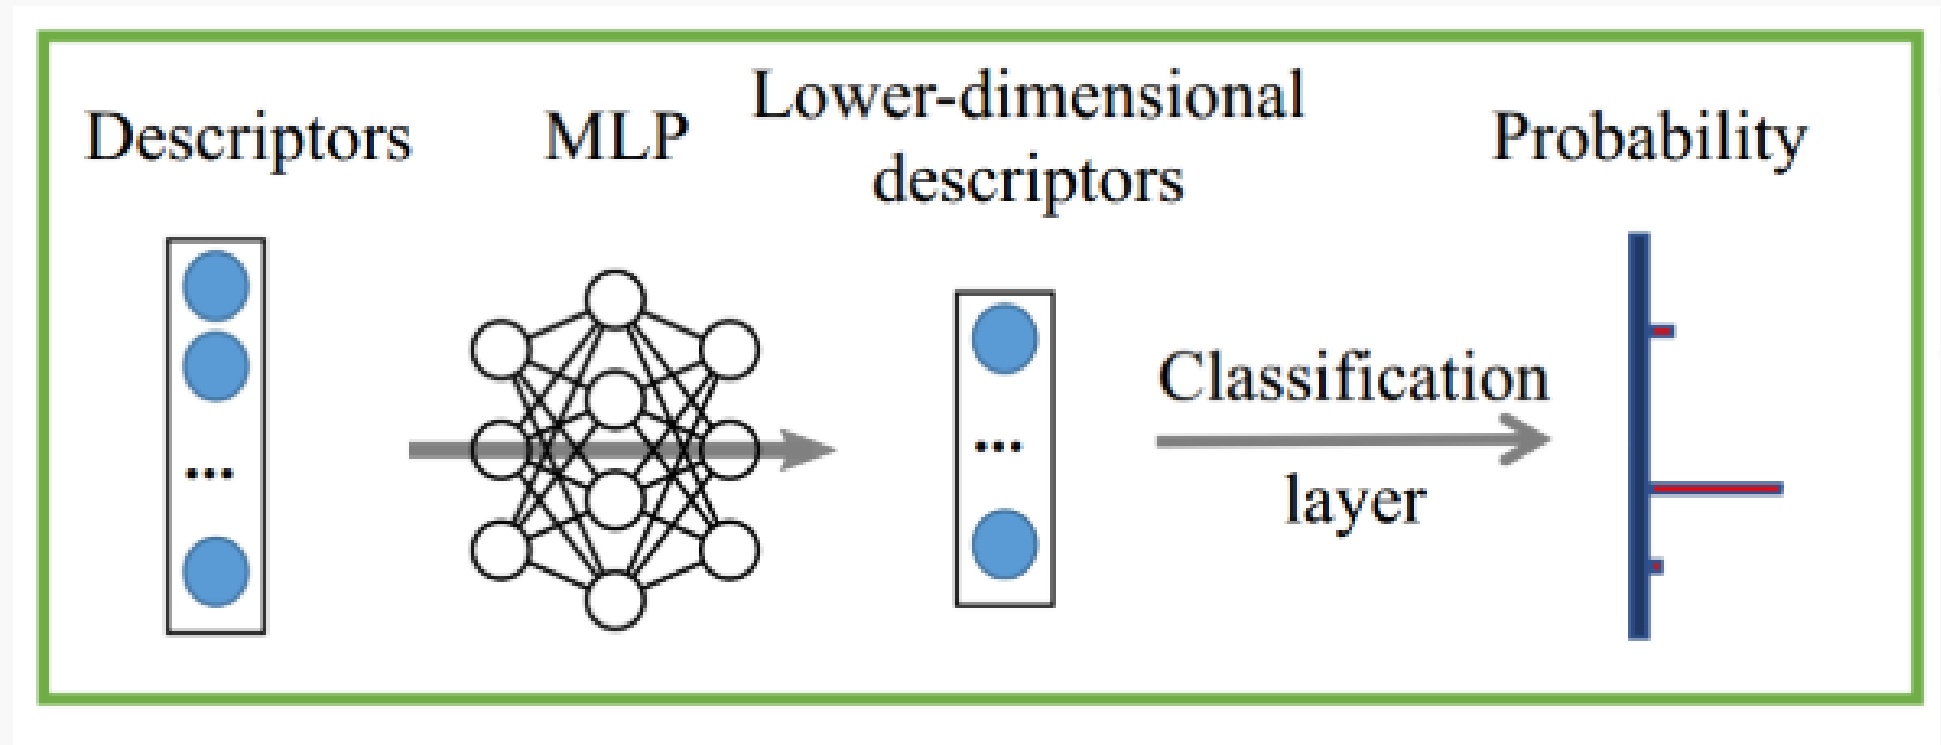 Descriptors
MLP
Lower-dimensional
descriptors
Probability
...
...
Classification
layer